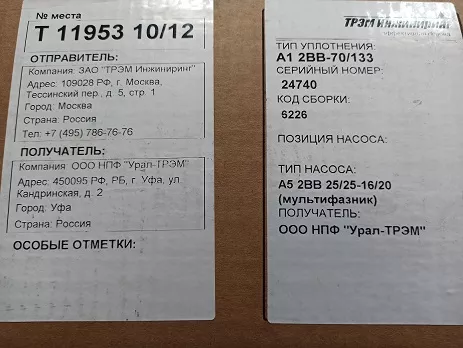 № места
Т 11953 10/12
ОТПРАВИТЕЛЬ:
Компания: ЗАО "ТРЭМ Инжиниринг"
Адрес: 109028 РФ, г. Москва,
Тессинский пер., д. 5, стр. 1
Город: Москва
Страна: Россия
Тел: +7 (495) 786-76-76
ПОЛУЧАТЕЛЬ:
Компания: ООО НПФ "Урал-ТРЭМ"
Адрес: 450095 РФ, РБ, г. Уфа, ул.
Кандринская, д. 2
Город: Уфа
Страна: Россия
ОСОБЫЕ ОТМЕТКИ:
ТРЭМ Инжиниринг
ТИП УПЛОТНЕНИЯ:
А1 2ВВ-70/133
СЕРИЙНЫЙ НОМЕР:
24740
КОД СБОРКИ:
6226
ПОЗИЦИЯ НАСОСА:
ТИП НАСОСА:
А5 2ВВ 25/25-16/20
(мультифазник)
ПОЛУЧАТЕЛЬ:
ООО НПФ "Урал-ТРЭМ"